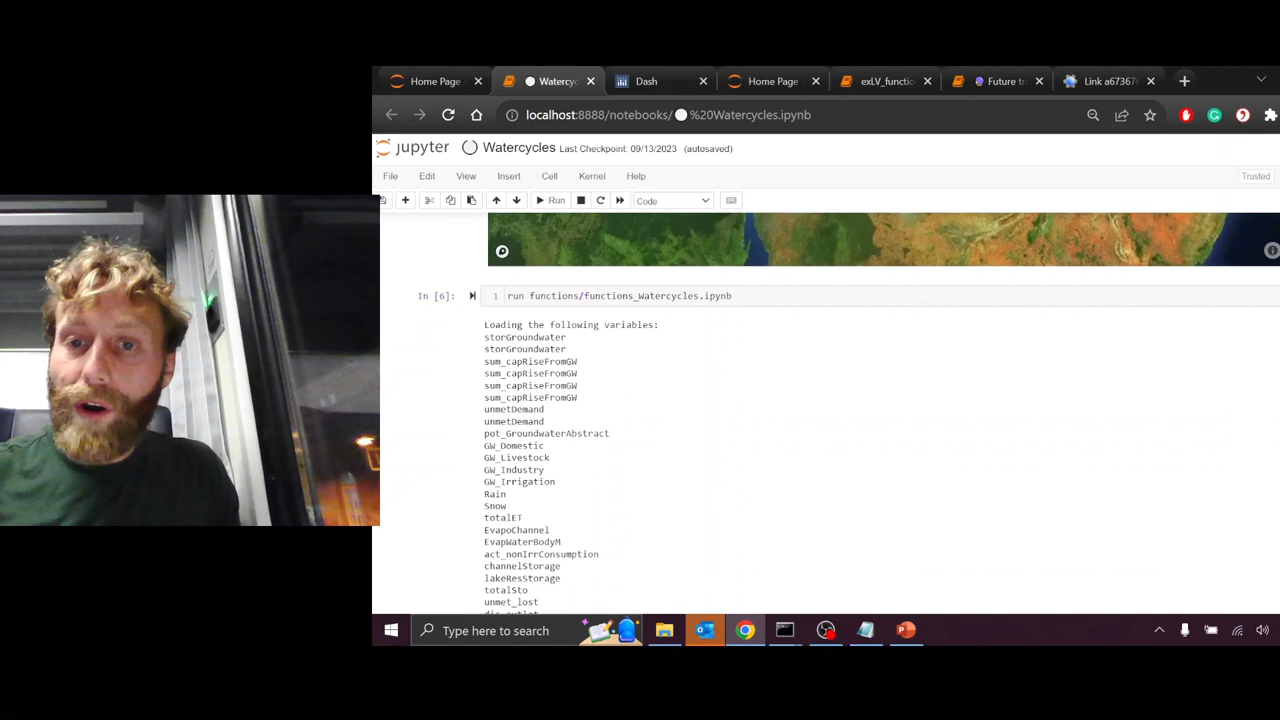 Home Page
Watercyc
Dash
Home Page
exLV_functio
Future tr
Link a67367
localhost:8888/notebooks/ %20Watercycles.ipynb
jupyter Watercycles Last Checkpoint: 09/13/2023 (autosaved)
File Edit View Insert Cell Kernel Help
Trusted
Run Code
In [6]: 1 run functions/functions_Watercycles.ipynb
Loading the following variables:
storGroundwater
storGroundwater
sum_capRiseFromGW
sum_capRiseFromGW
sum_capRiseFromGW
sum_capRiseFromGW
unmetDemand
unmetDemand
pot_GroundwaterAbstract
GW_Domestic
GW_Livestock
GW_Industry
GW_Irrigation
Rain
Snow
totalET
EvapoChannel
EvapWaterBodyM
act_nonIrrConsumption
channelStorage
lakeResStorage
totalSto
unmet_lost
Type here to search